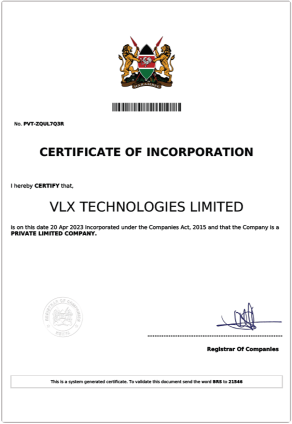 No. PVT-ZQUL7Q3R
CERTIFICATE OF INCORPORATION
I hereby CERTIFY that,
VLX TECHNOLOGIES LIMITED
is on this date 20 Apr 2023 incorporated under the Companies Act, 2015 and that the Company is a
PRIVATE LIMITED COMPANY.
Registrar Of Companies
This is a system generated certificate. To validate this document send the word BRS to 21546